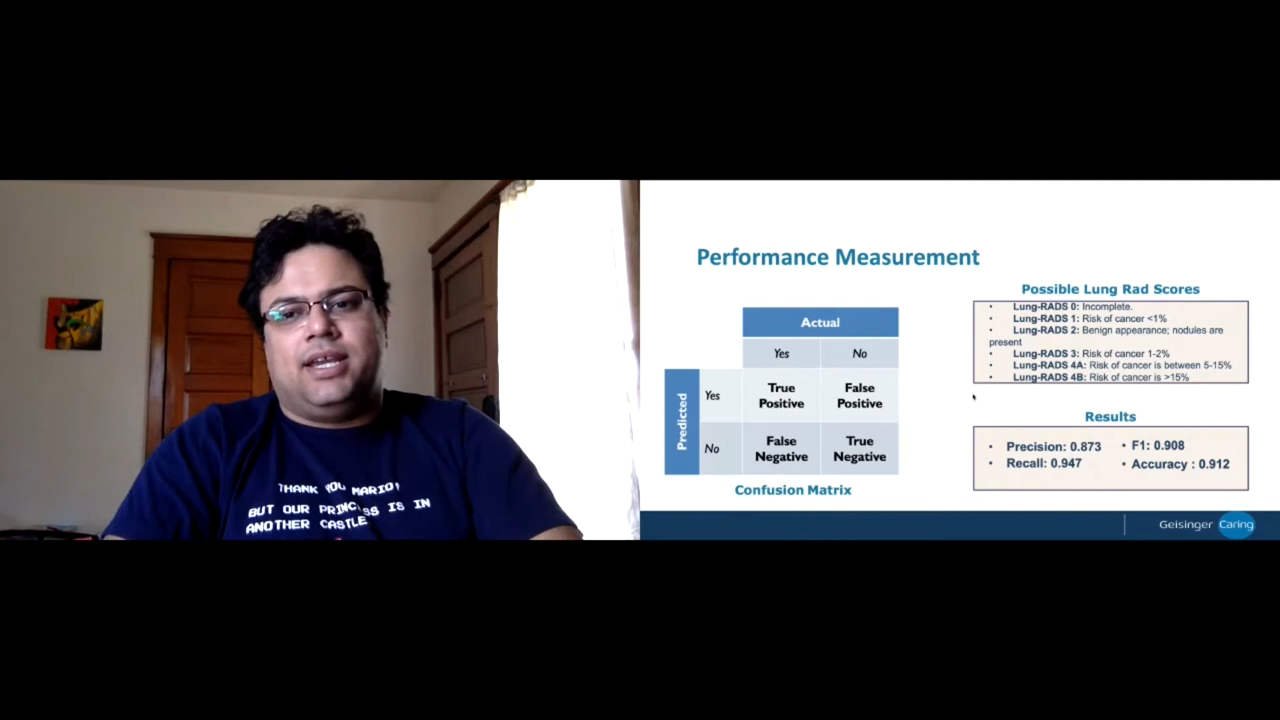 THANK YOU MARIO!
BUT OUR PRINCESS IS IN
ANOTHER CASTLE
Performance Measurement
Actual
Yes
No
Predicted
Yes
True
Positive
False
Positive
No
False
Negative
True
Negative
Confusion Matrix
Possible Lung Rad Scores
• Lung-RADS 0: Incomplete.
• Lung-RADS 1: Risk of cancer <1%
• Lung-RADS 2: Benign appearance; nodules are
present
• Lung-RADS 3: Risk of cancer 1-2%
• Lung-RADS 4A: Risk of cancer is between 5-15%
• Lung-RADS 4B: Risk of cancer is >15%
Results
• Precision: 0.873
• Recall: 0.947
• F1: 0.908
• Accuracy : 0.912
Geisinger Caring